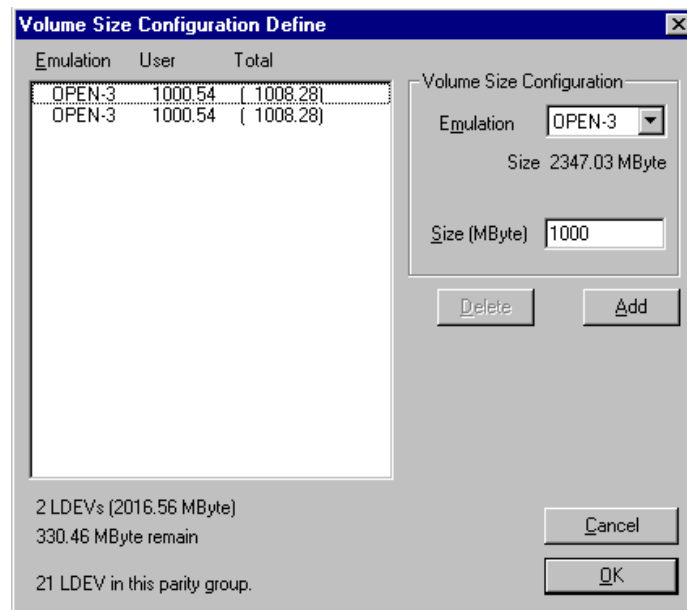 Volume Size Configuration Define
Emulation User Total
OPEN-3 1000.54 ( 1008.28)
OPEN-3 1000.54 ( 1008.28)
2 LDEVs (2016.56 MByte)
330.46 MByte remain
21 LDEV in this parity group.
Volume Size Configuration
Emulation OPEN-3
Size 2347.03 MByte
Size (MByte) 1000
Delete Add
Cancel
OK